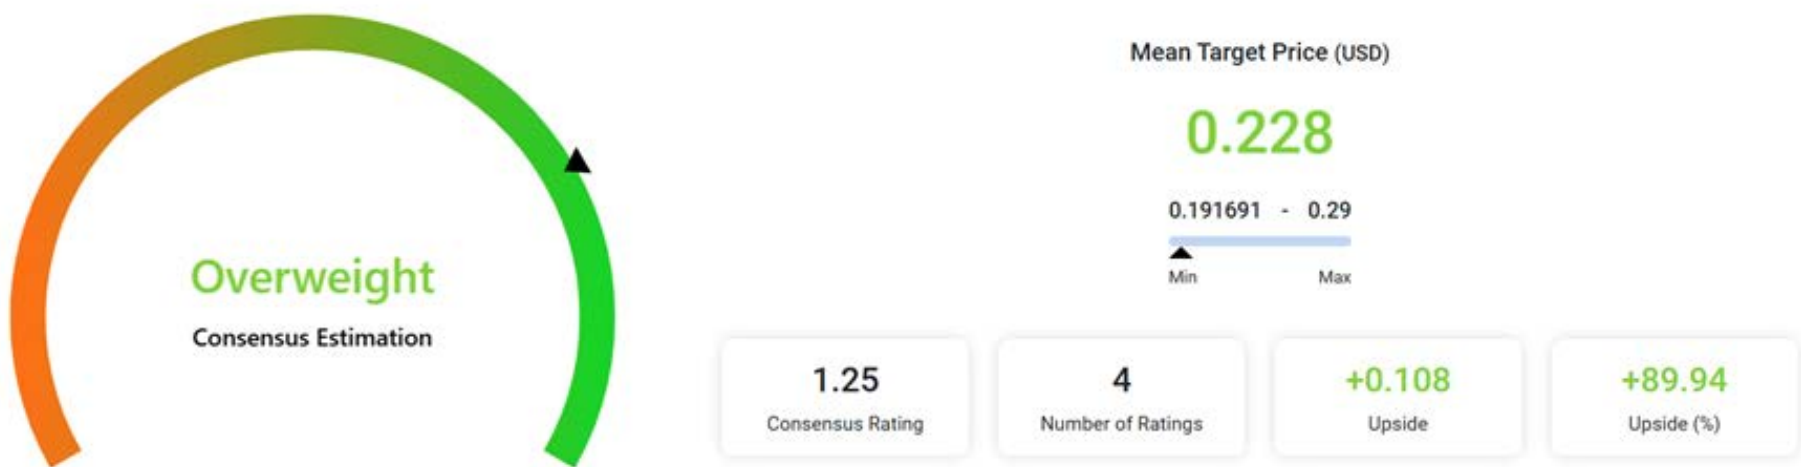 Overweight
Consensus Estimation
Mean Target Price (USD)
0.228
0.191691 - 0.29
Min Max
1.25
Consensus Rating
4
Number of Ratings
+0.108
Upside
+89.94
Upside (%)